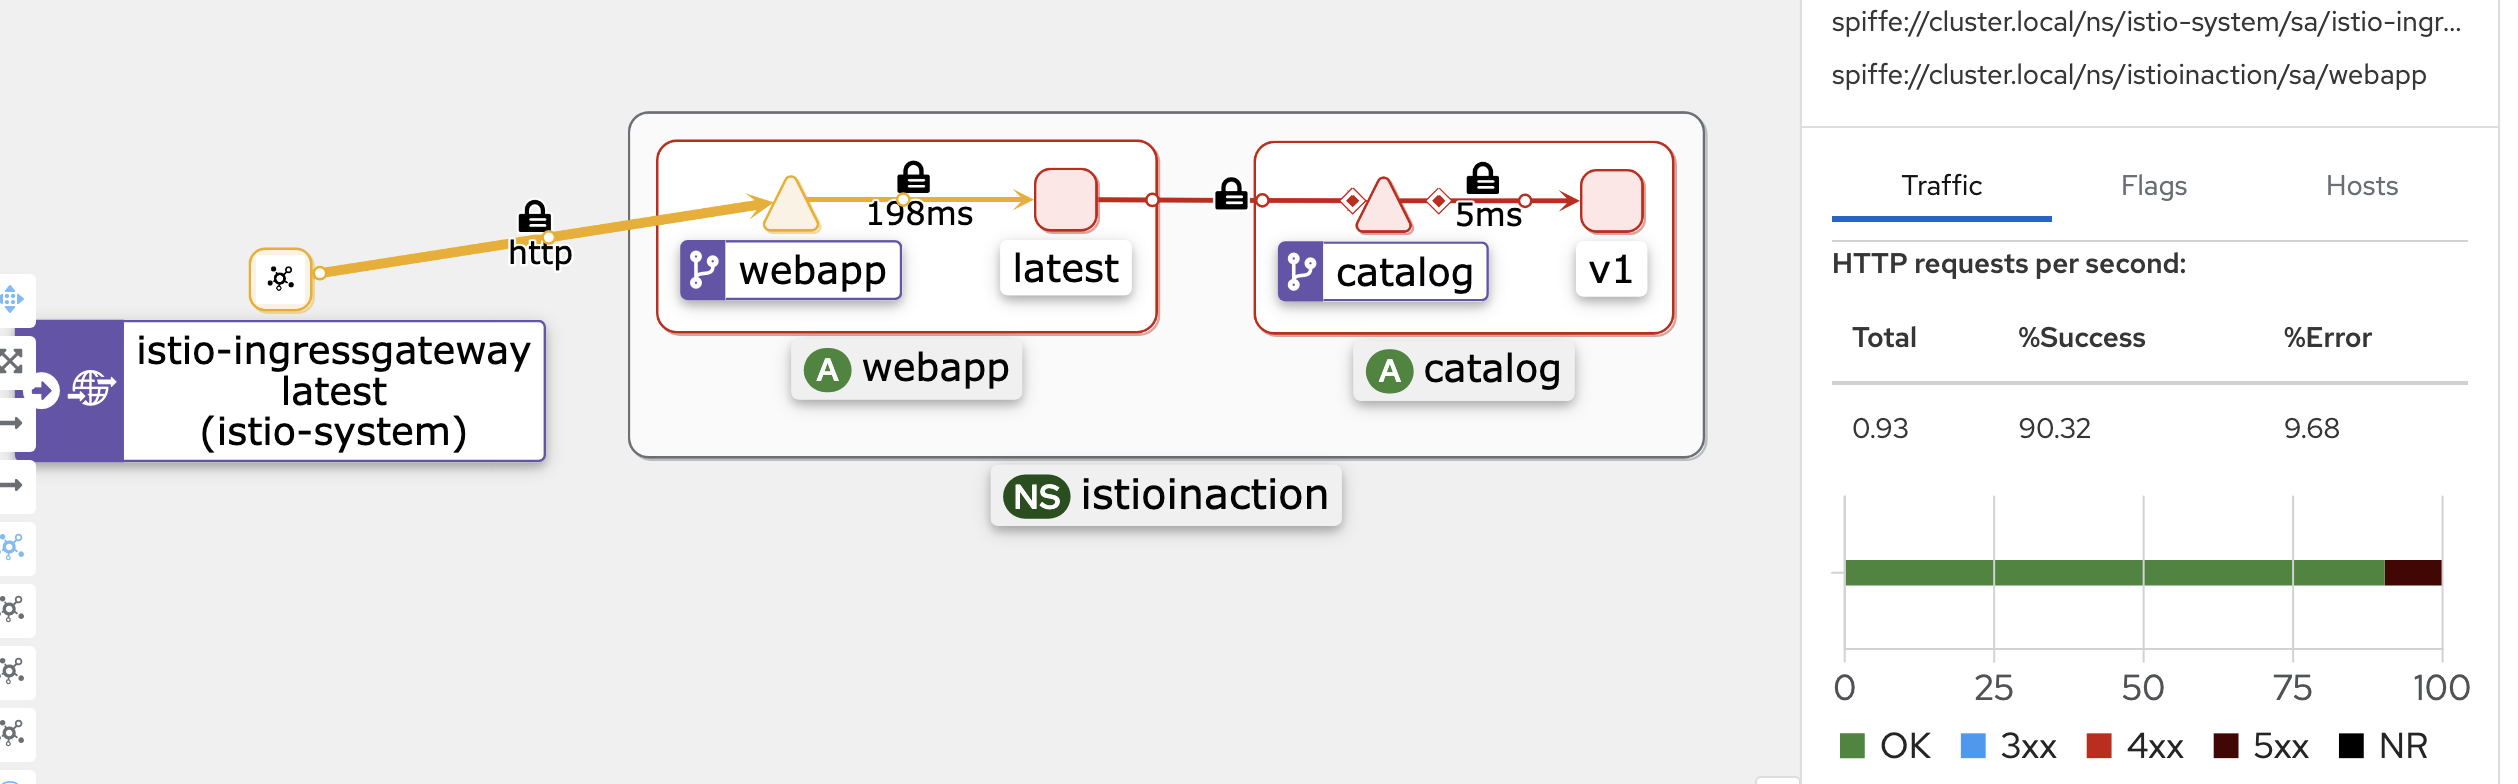 spiffe://cluster.local/ns/istio-system/sa/istio-ingr...
spiffe://cluster.local/ns/istioinaction/sa/webapp
http
198ms
5ms
webapp
latest
catalog
v1
istio-ingressgateway
latest
(istio-system)
A webapp
A catalog
NS istioinaction
Traffic Flags Hosts
HTTP requests per second:
Total %Success %Error
0.93 90.32 9.68
0 25 50 75 100
OK 3xx 4xx 5xx NR